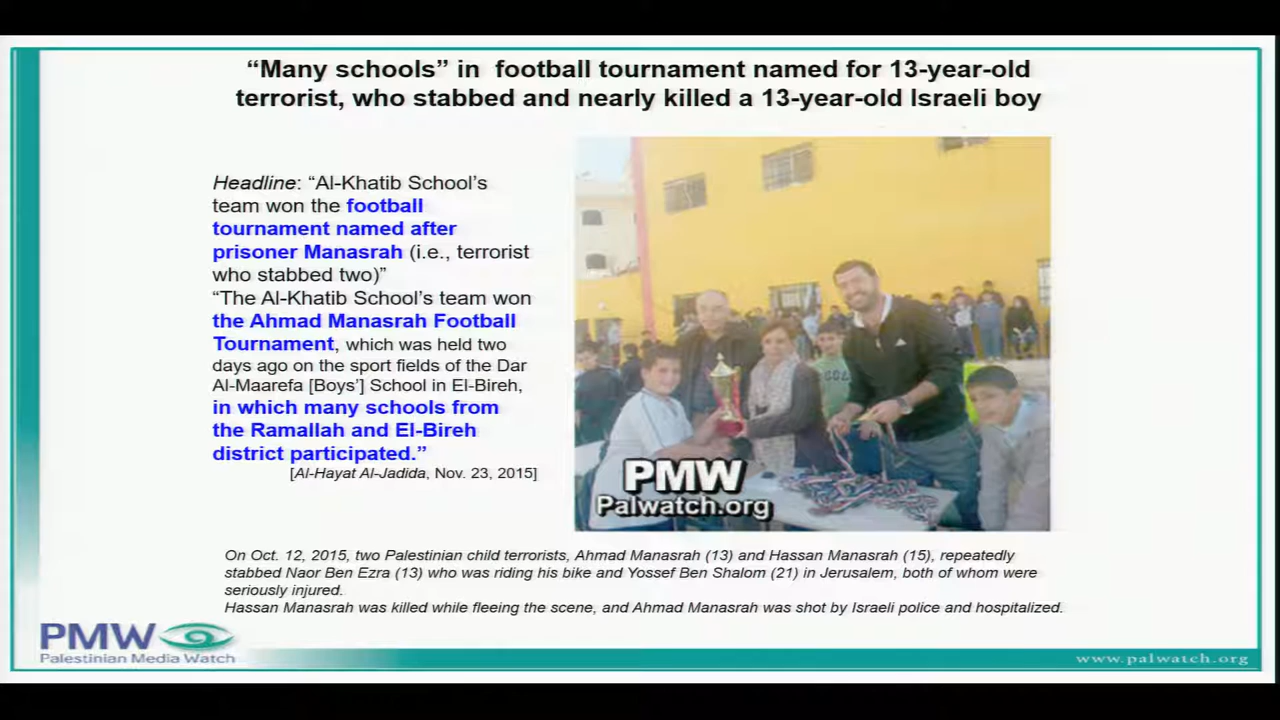 “Many schools” in football tournament named for 13-year-old
terrorist, who stabbed and nearly killed a 13-year-old Israeli boy
Headline: “Al-Khatib School’s
team won the football
tournament named after
prisoner Manasrah (i.e., terrorist
who stabbed two)”
“The Al-Khatib School’s team won
the Ahmad Manasrah Football
Tournament, which was held two
days ago on the sport fields of the Dar
Al-Maarefa [Boys’] School in El-Bireh,
in which many schools from
the Ramallah and El-Bireh
district participated.”
[Al-Hayat Al-Jadida, Nov. 23, 2015]
PMW
Palwatch.org
On Oct. 12, 2015, two Palestinian child terrorists, Ahmad Manasrah (13) and Hassan Manasrah (15), repeatedly
stabbed Naor Ben Ezra (13) who was riding his bike and Yossef Ben Shalom (21) in Jerusalem, both of whom were
seriously injured.
Hassan Manasrah was killed while fleeing the scene, and Ahmad Manasrah was shot by Israeli police and hospitalized.
PMW
Palestinian Media Watch
www.palwatch.org